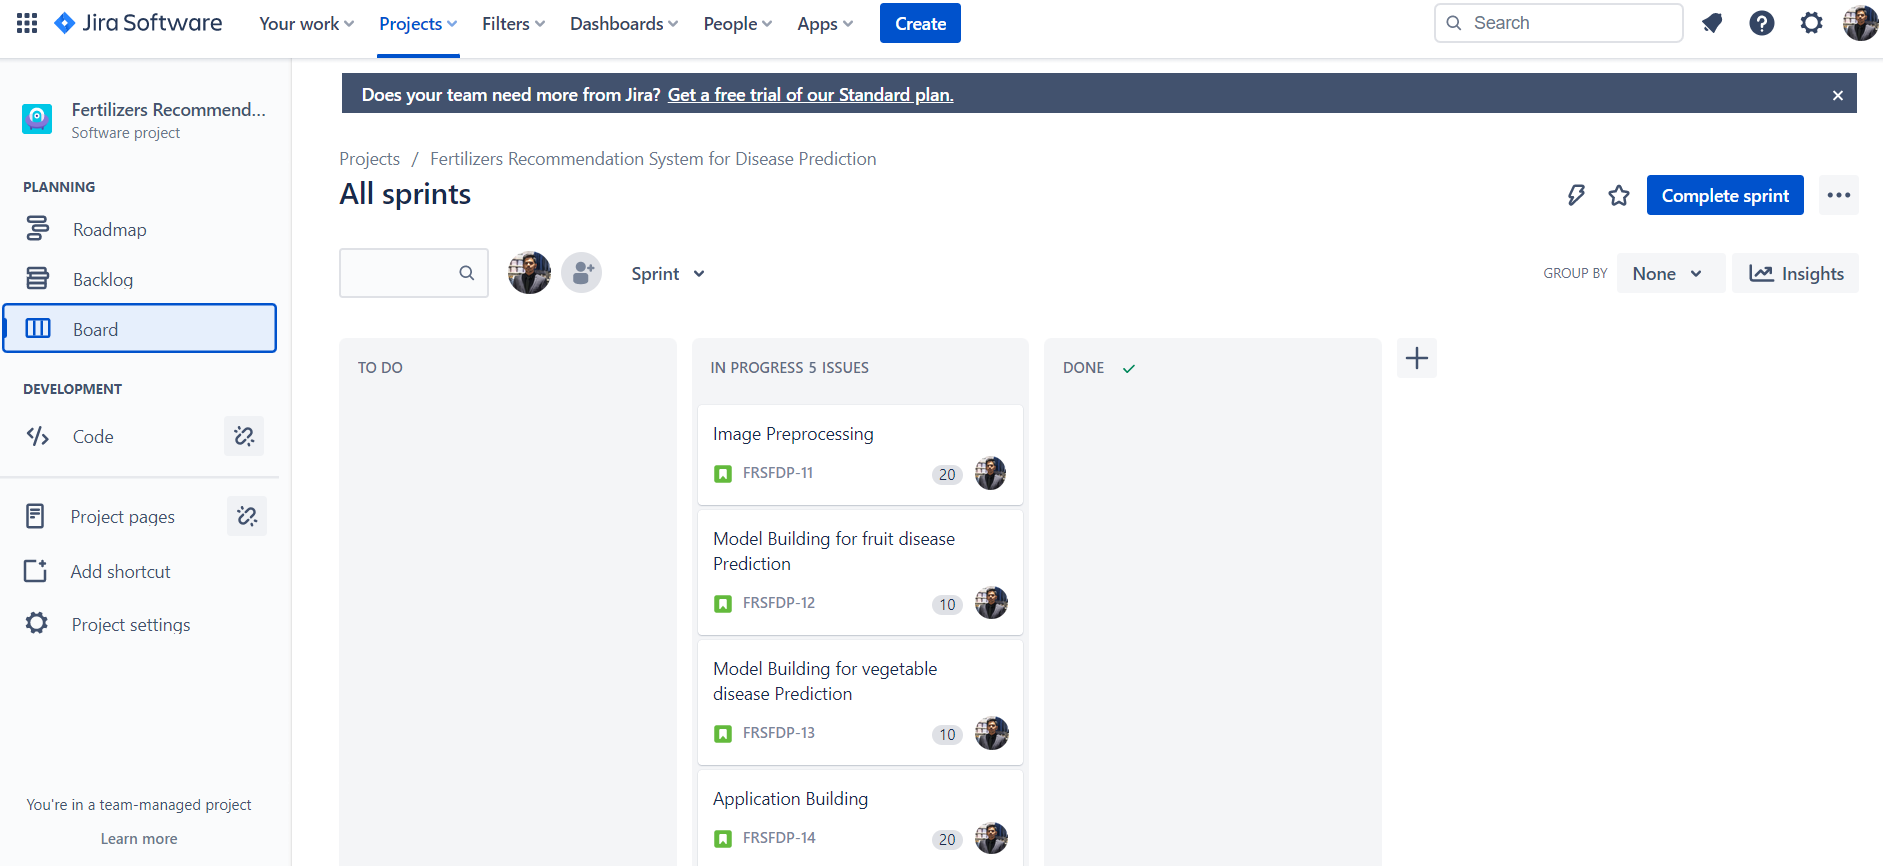 Jira Software
Your work
Projects
Filters
Dashboards
People
Apps
Create
Search
Fertilizers Recommend...
Software project
PLANNING
Roadmap
Backlog
Board
DEVELOPMENT
Code
Project pages
Add shortcut
Project settings
You're in a team-managed project
Learn more
Does your team need more from Jira? Get a free trial of our Standard plan.
Projects / Fertilizers Recommendation System for Disease Prediction
All sprints
Complete sprint
Sprint
GROUP BY
None
Insights
TO DO
IN PROGRESS 5 ISSUES
Image Preprocessing
FRSFDP-11
20
Model Building for fruit disease
Prediction
FRSFDP-12
10
Model Building for vegetable
disease Prediction
FRSFDP-13
10
Application Building
FRSFDP-14
20
DONE